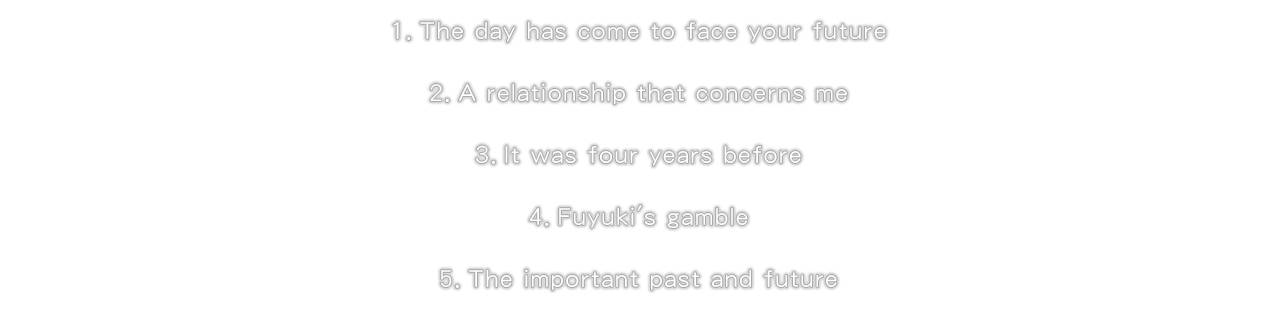 1. The day has come to face your future
2. A relationship that concerns me
3. It was four years before
4. Fuyuki's gamble
5. The important past and future